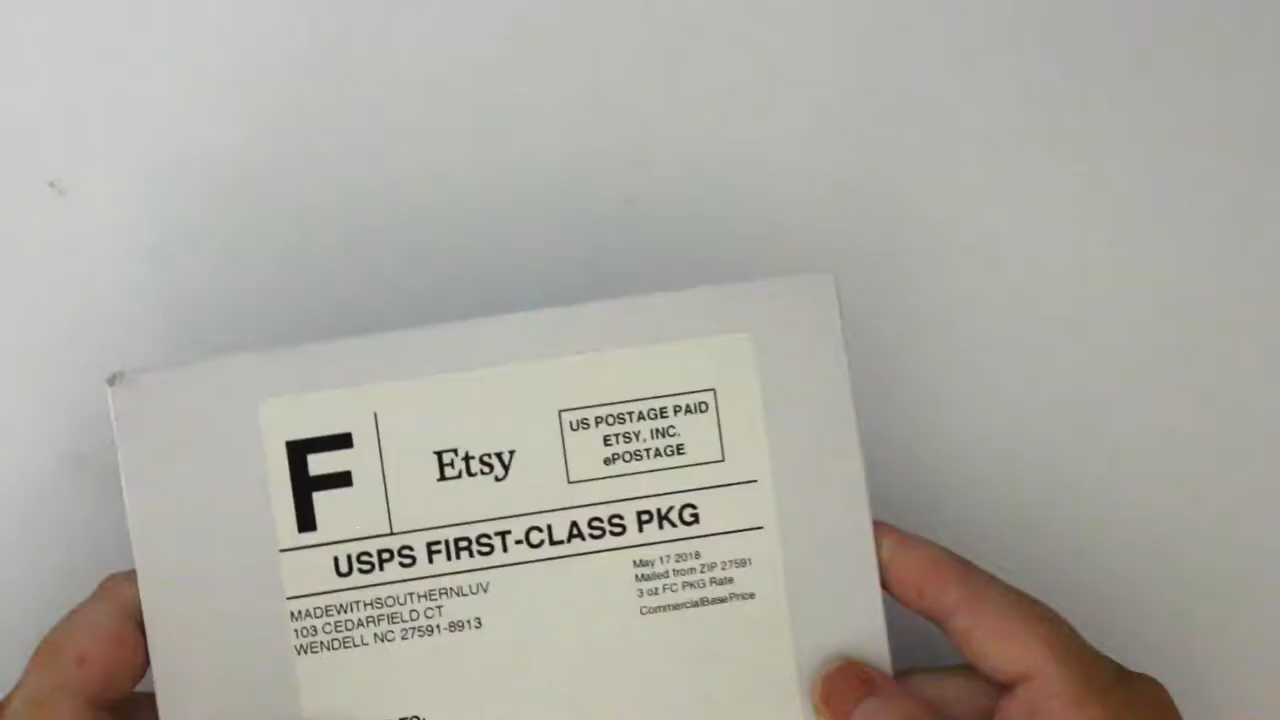 F
Etsy
US POSTAGE PAID
ETSY, INC.
ePOSTAGE
USPS FIRST-CLASS PKG
MADEWITHSOUTHERNLUV
103 CEDARFIELD CT
WENDELL NC 27591-8913
May 17 2018
Mailed from ZIP 27591
3 oz FC PKG Rate
CommercialBasePrice